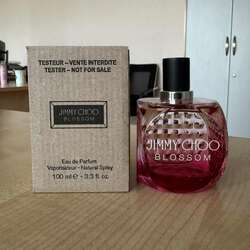 TESTEUR – VENTE INTERDITE
TESTER – NOT FOR SALE
JIMMY CHOO
BLOSSOM
Eau de Parfum
Vaporisateur - Natural Spray
100 ml ℮ - 3.3 fl. oz.
JIMMY CHOO
BLOSSOM